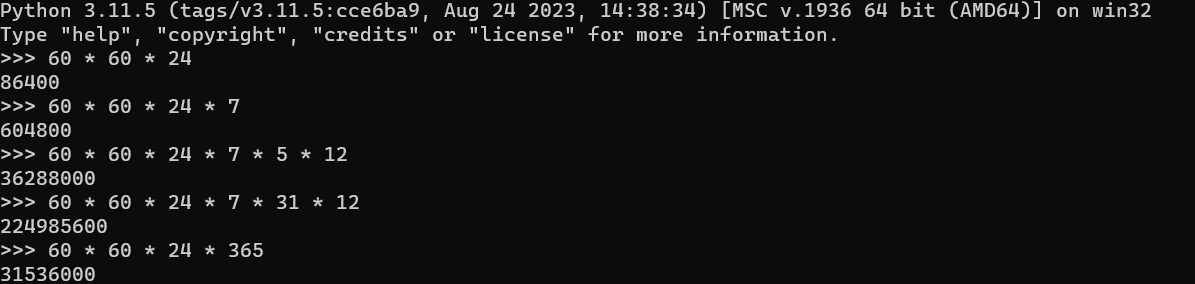 Python 3.11.5 (tags/v3.11.5:cce6ba9, Aug 24 2023, 14:38:34) [MSC v.1936 64 bit (AMD64)] on win32
Type "help", "copyright", "credits" or "license" for more information.
>>> 60 * 60 * 24
86400
>>> 60 * 60 * 24 * 7
604800
>>> 60 * 60 * 24 * 7 * 5 * 12
36288000
>>> 60 * 60 * 24 * 7 * 31 * 12
224985600
>>> 60 * 60 * 24 * 365
31536000